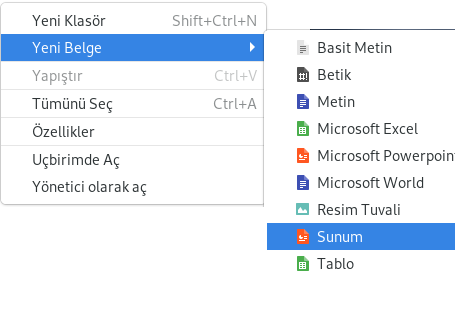 Yeni Klasör Shift+Ctrl+N
Yeni Belge
Yapıştır Ctrl+V
Tümünü Seç Ctrl+A
Özellikler
Uçbirimde Aç
Yönetici olarak aç
Basit Metin
Betik
Metin
Microsoft Excel
Microsoft Powerpoin
Microsoft World
Resim Tuvali
Sunum
Tablo